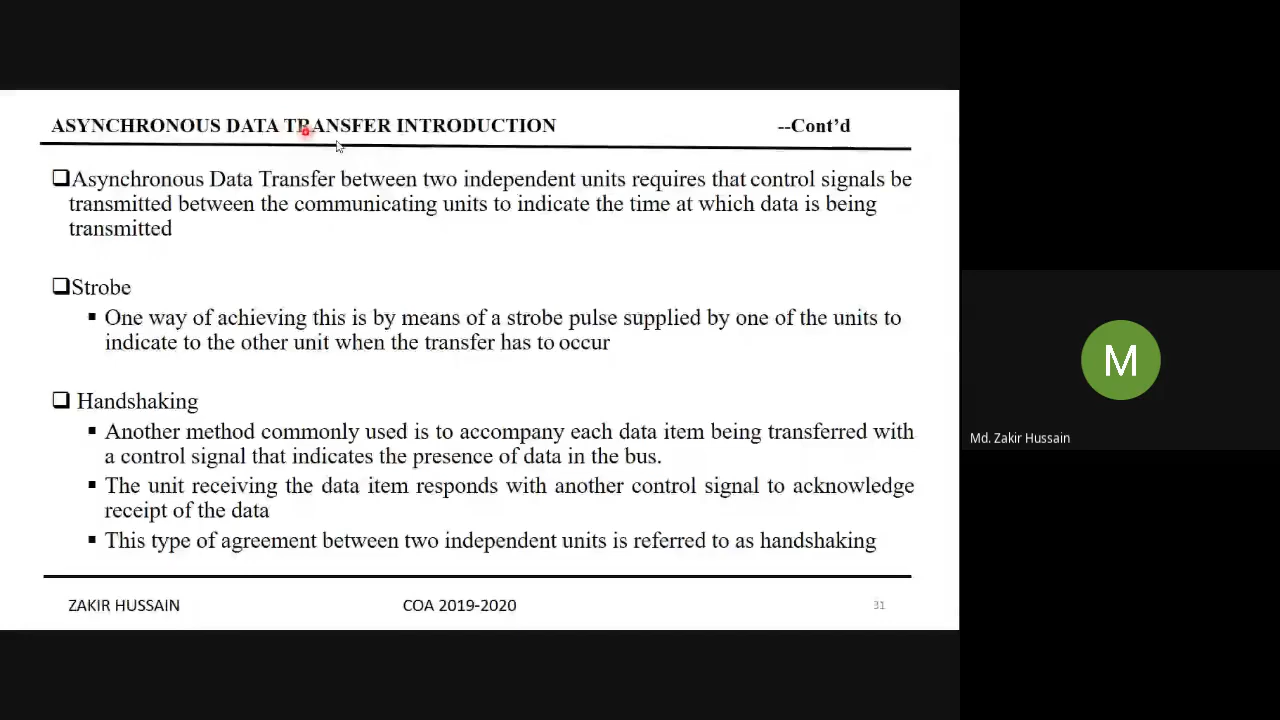 ASYNCHRONOUS DATA TRANSFER INTRODUCTION --Cont’d
Asynchronous Data Transfer between two independent units requires that control signals be
transmitted between the communicating units to indicate the time at which data is being
transmitted
Strobe
One way of achieving this is by means of a strobe pulse supplied by one of the units to
indicate to the other unit when the transfer has to occur
Handshaking
Another method commonly used is to accompany each data item being transferred with
a control signal that indicates the presence of data in the bus.
The unit receiving the data item responds with another control signal to acknowledge
receipt of the data
This type of agreement between two independent units is referred to as handshaking
ZAKIR HUSSAIN COA 2019-2020 31
M
Md. Zakir Hussain